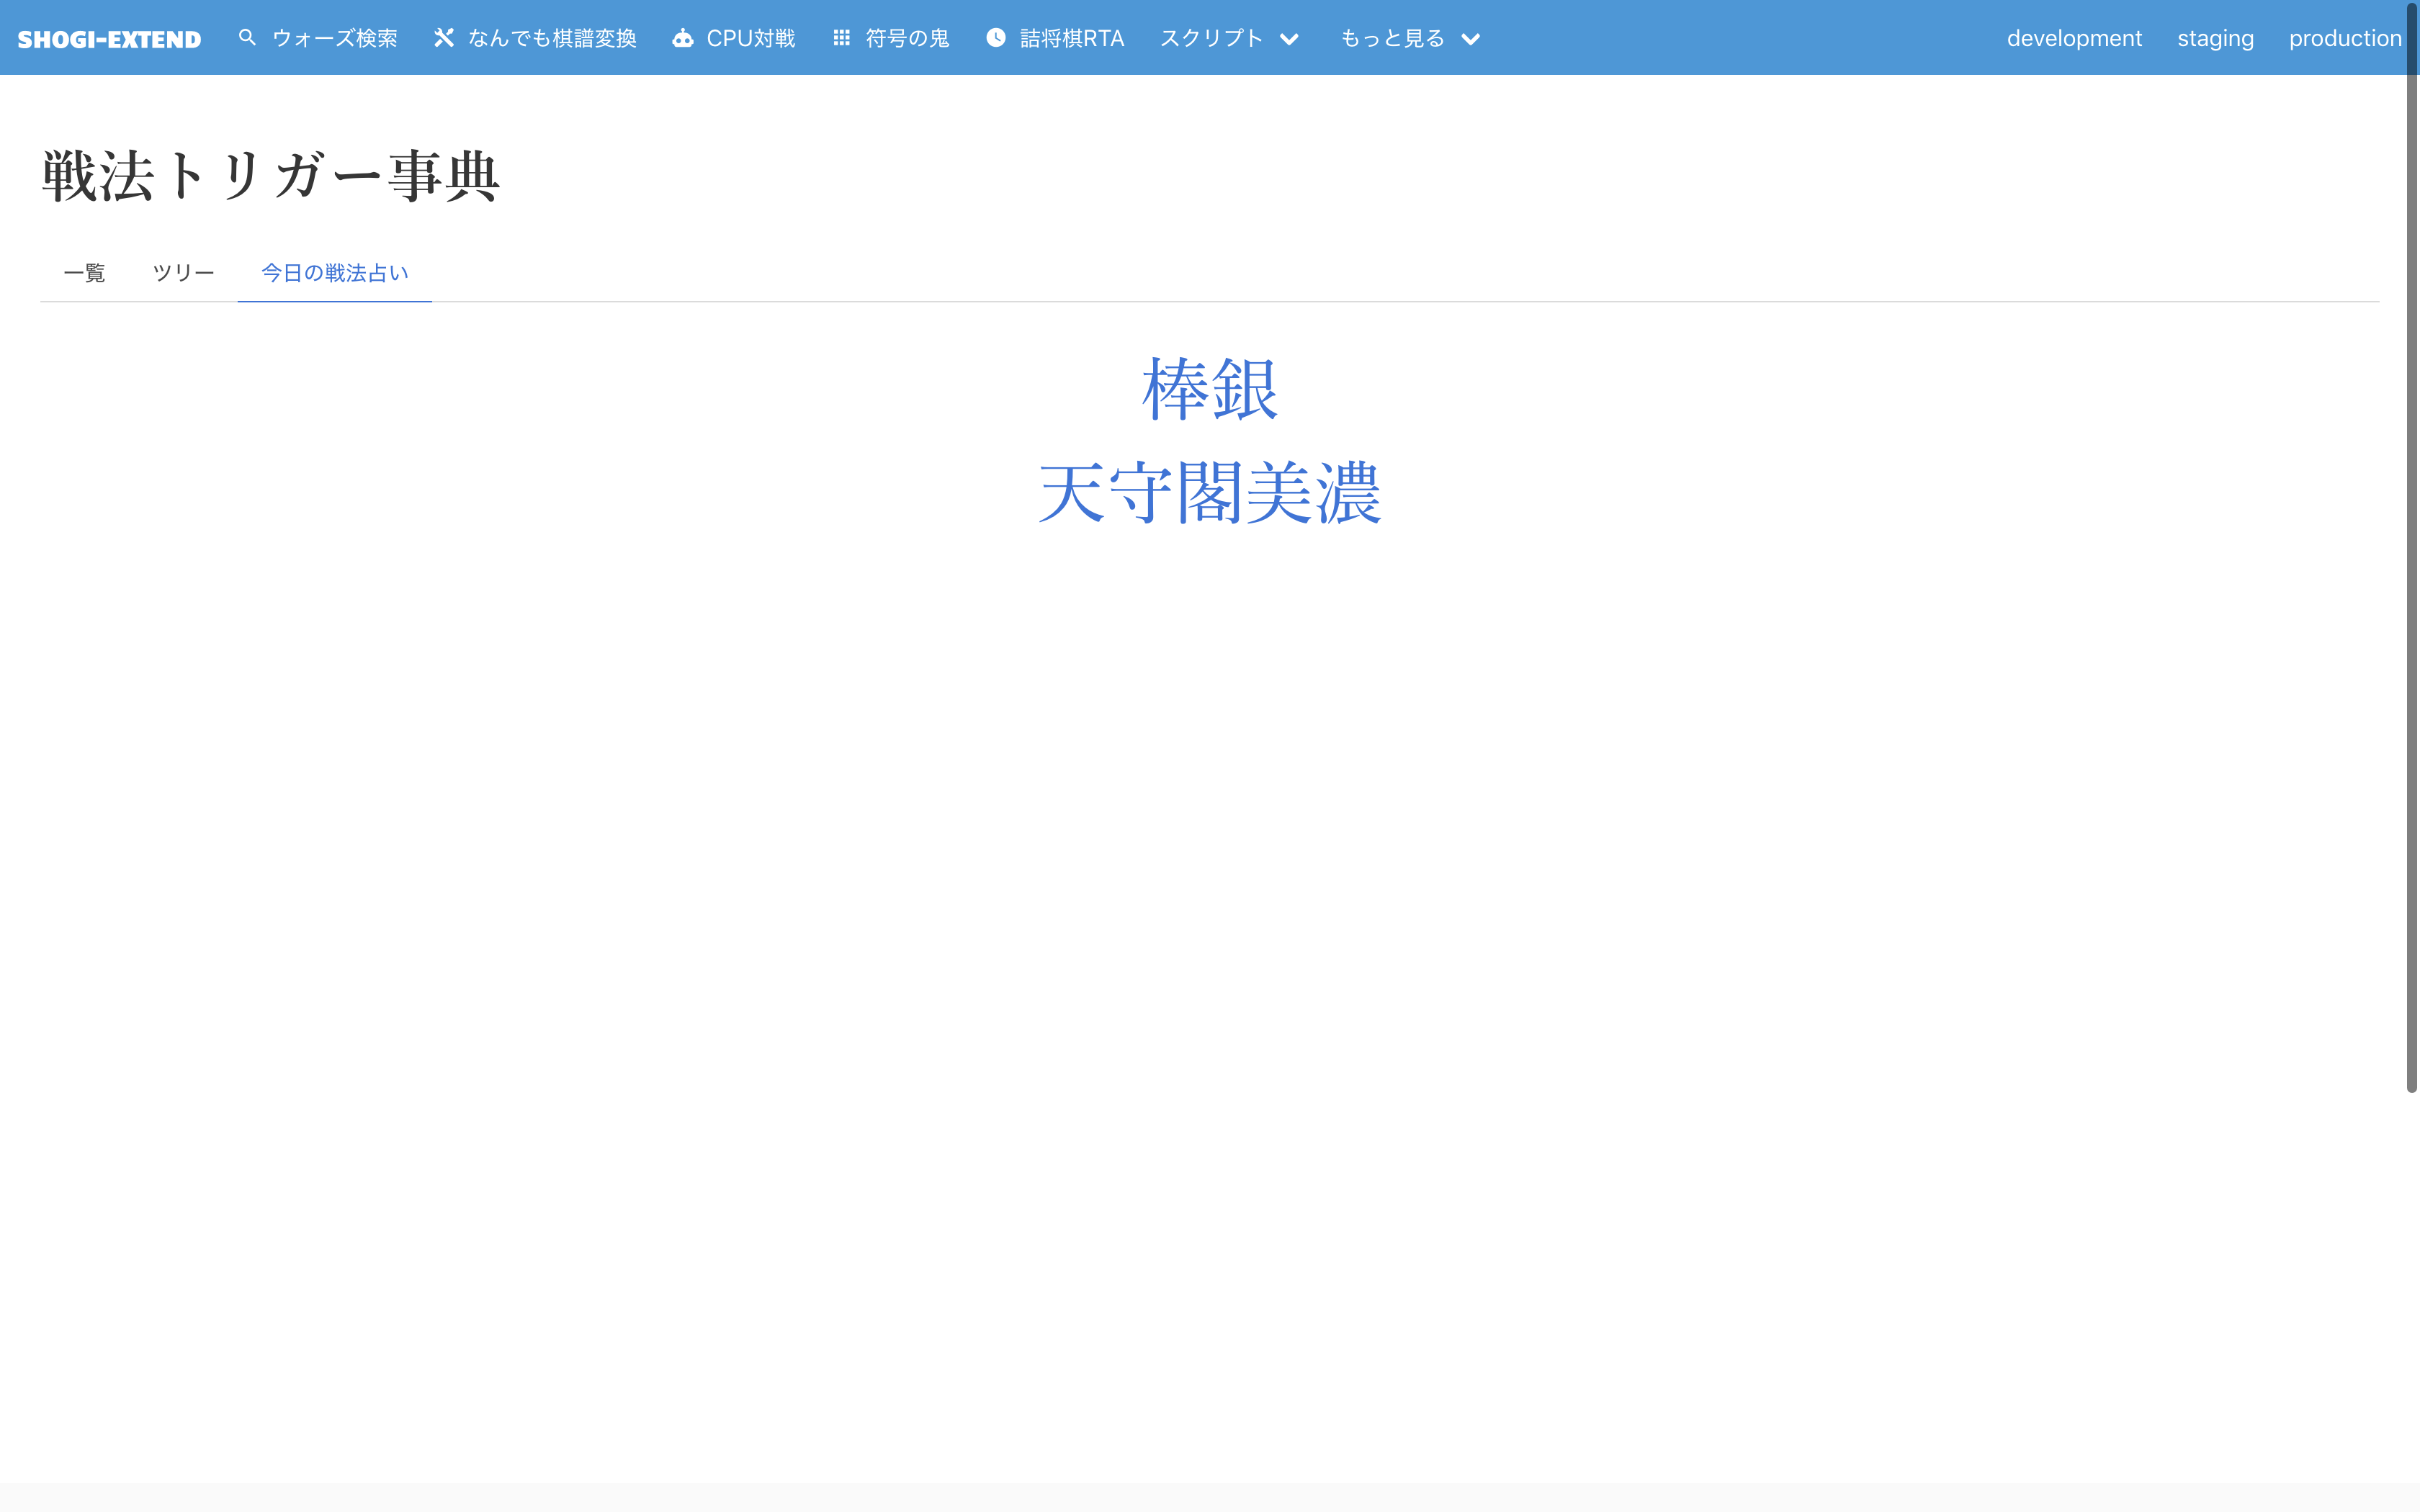 SHOGI-EXTEND ウォーズ検索 なんでも棋譜変換 CPU対戦 符号の鬼 詰将棋RTA スクリプト もっと見る development staging production
戦法トリガー事典
一覧 ツリー 今日の戦法占い
棒銀
天守閣美濃